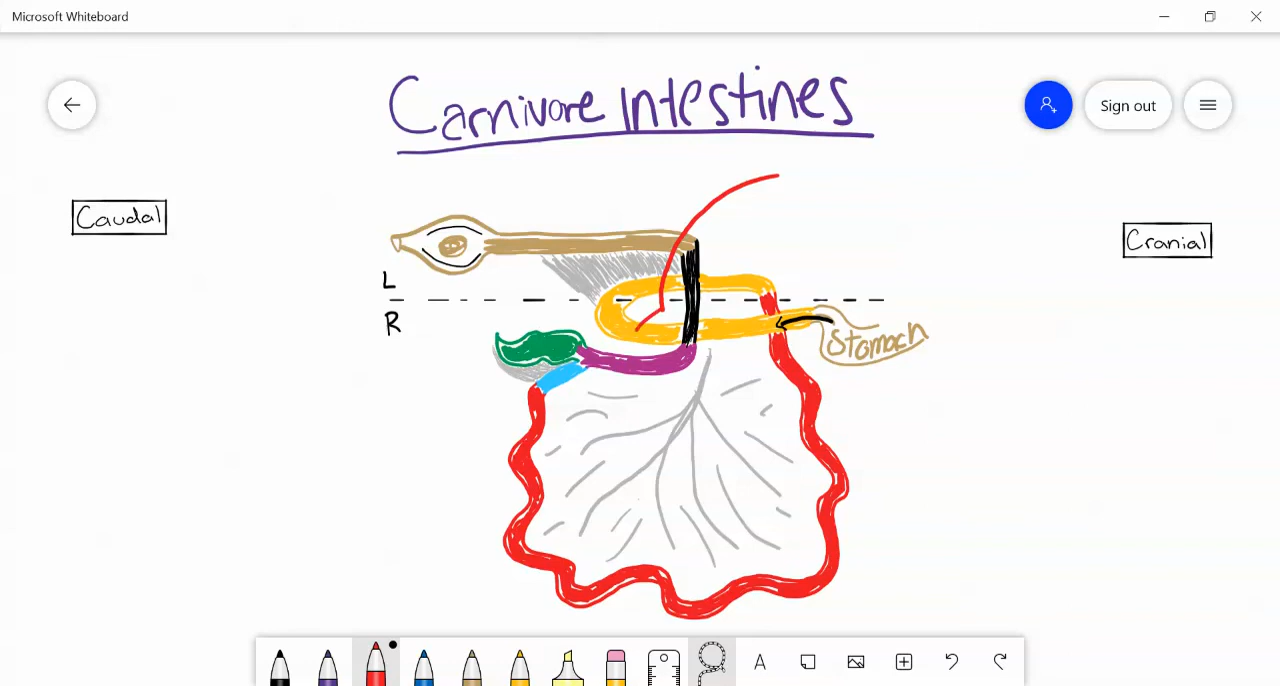 Microsoft Whiteboard
Carnivore Intestines
Sign out
Caudal
Cranial
L
R
Stomach